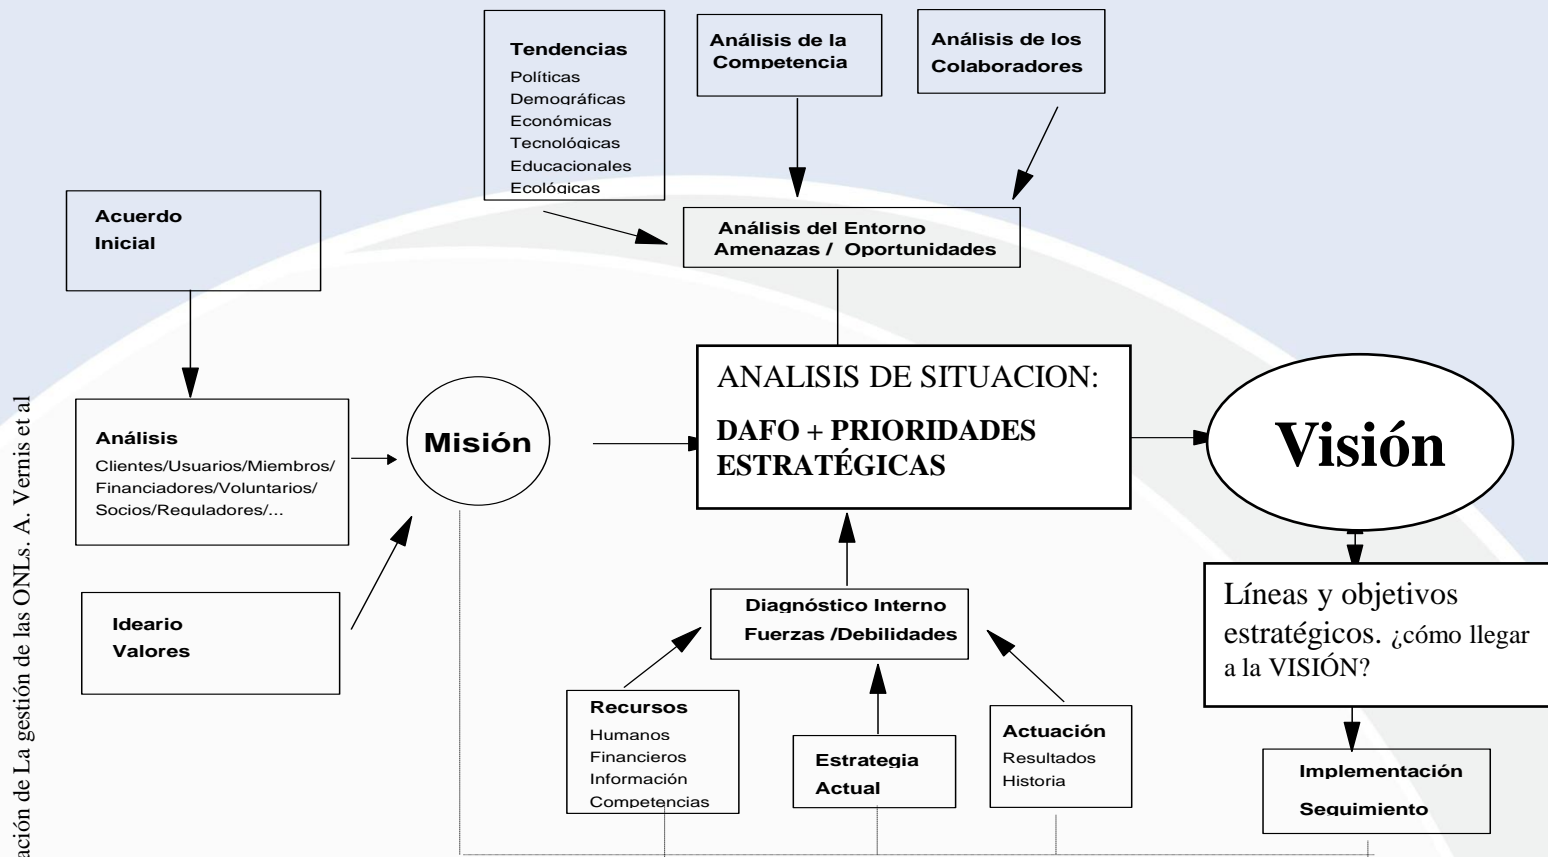 Tendencias
Políticas
Demográficas
Económicas
Tecnológicas
Educacionales
Ecológicas
Análisis de la
Competencia
Análisis de los
Colaboradores
Acuerdo
Inicial
Análisis del Entorno
Amenazas / Oportunidades
Análisis
Clientes/Usuarios/Miembros/
Financiadores/Voluntarios/
Socios/Reguladores/...
Misión
ANALISIS DE SITUACION:
DAFO + PRIORIDADES
ESTRATÉGICAS
Visión
Ideario
Valores
Diagnóstico Interno
Fuerzas /Debilidades
Líneas y objetivos
estratégicos. ¿cómo llegar
a la VISIÓN?
Recursos
Humanos
Financieros
Información
Competencias
Estrategia
Actual
Actuación
Resultados
Historia
Implementación
Seguimiento
ación de La gestión de las ONLs. A. Vernis et al